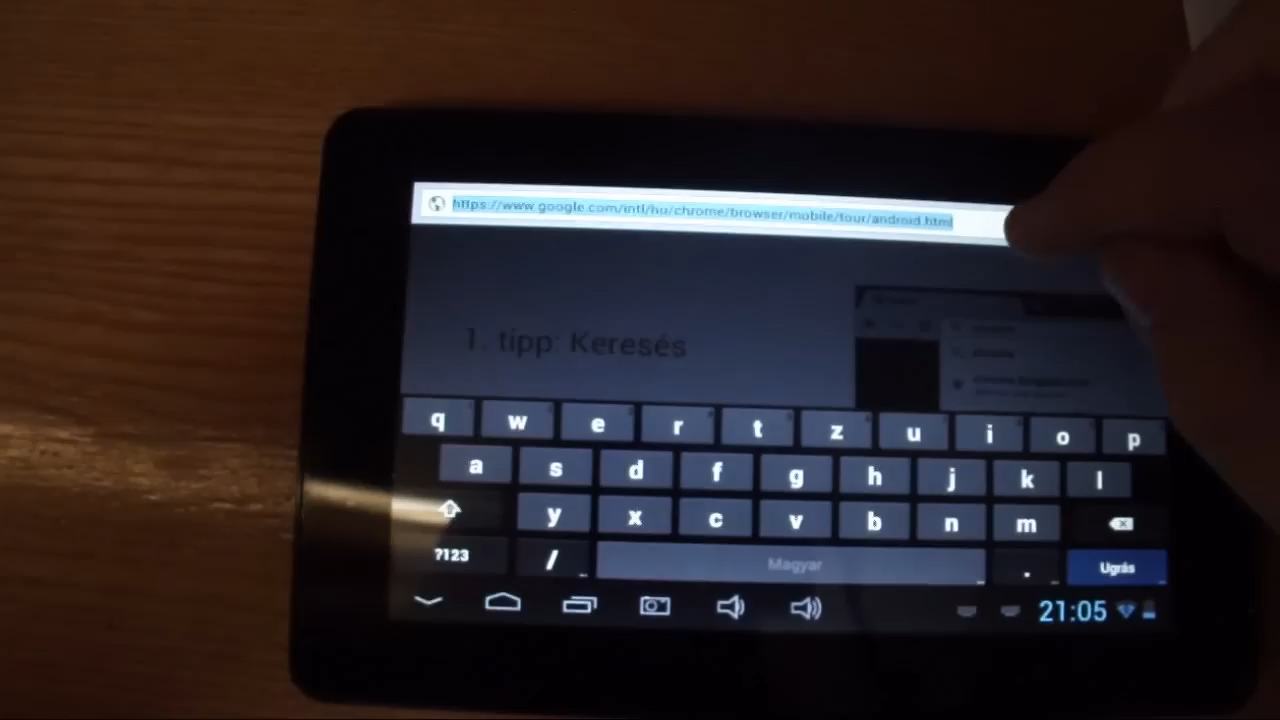 https://www.google.com/intl/hu/chrome/browser/mobile/tour/android.html
1. tipp: Keresés
q w e r t z u i o p
a s d f g h j k l
y x c v b n m
?123 / Magyar . Ugrás
21:05